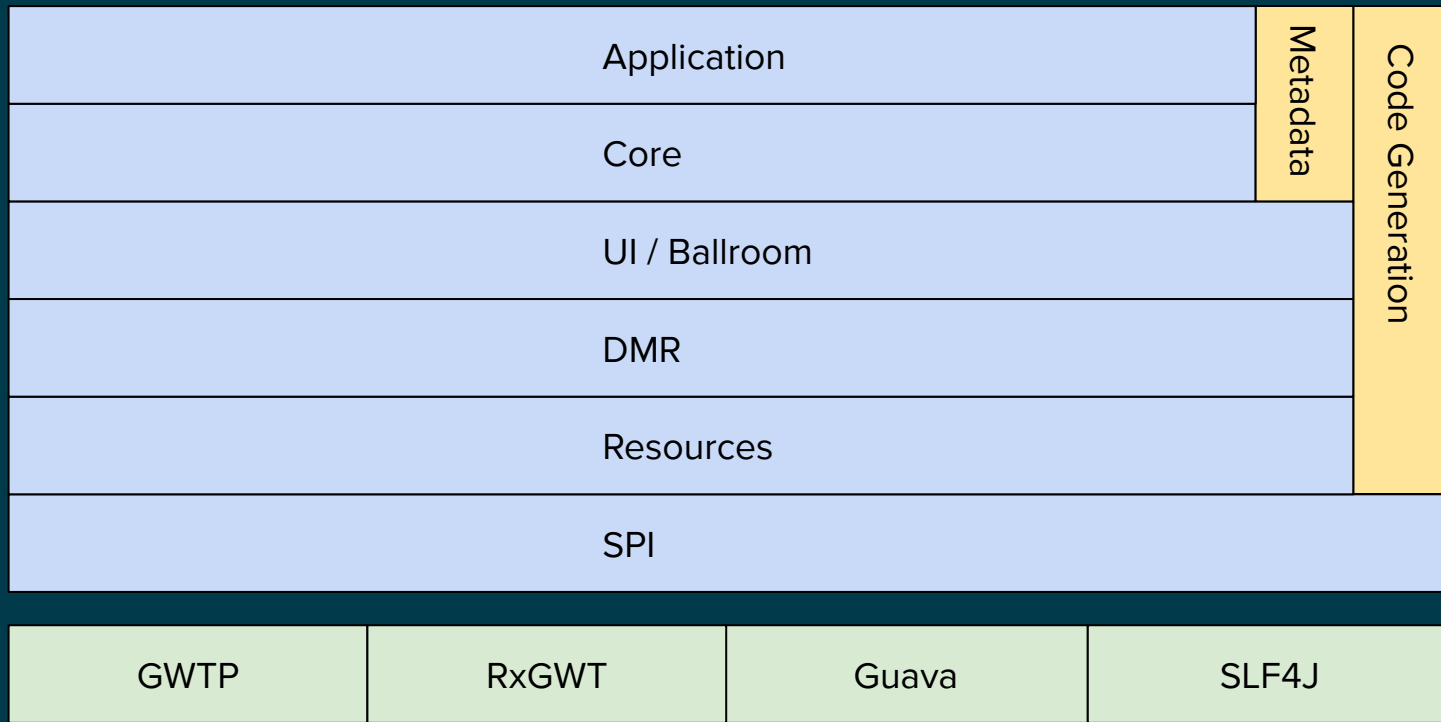 Application
Metadata
Code Generation
Core
UI / Ballroom
DMR
Resources
SPI
GWTP
RxGWT
Guava
SLF4J